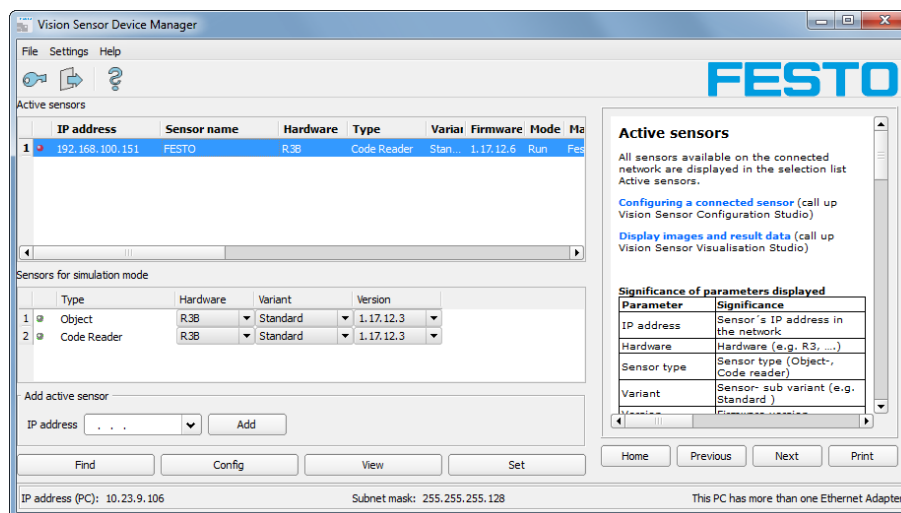 Vision Sensor Device Manager
File Settings Help
FESTO
Active sensors
IP address Sensor name Hardware Type Varian Firmware Mode Ma
1 192.168.100.151 FESTO R3B Code Reader Stan... 1.17.12.6 Run Fes
Sensors for simulation mode
Type Hardware Variant Version
1 Object R3B Standard 1.17.12.3
2 Code Reader R3B Standard 1.17.12.3
Add active sensor
IP address . . . Add
Find Config View Set
Active sensors
All sensors available on the connected
network are displayed in the selection list
Active sensors.
Configuring a connected sensor (call up
Vision Sensor Configuration Studio)
Display images and result data (call up
Vision Sensor Visualisation Studio)
Significance of parameters displayed
Parameter Significance
IP address Sensor´s IP address in
the network
Hardware Hardware (e.g. R3, ....)
Sensor type Sensor type (Object-,
Code reader)
Variant Sensor- sub variant (e.g.
Standard )
Version Firmware version
Home Previous Next Print
IP address (PC): 10.23.9.106 Subnet mask: 255.255.255.128 This PC has more than one Ethernet Adapte